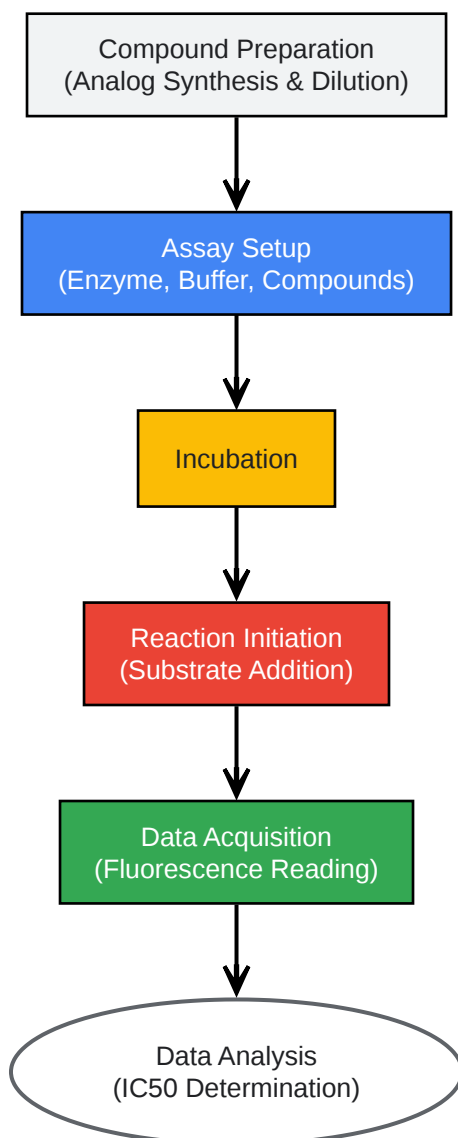 Compound Preparation
(Analog Synthesis & Dilution)
Assay Setup
(Enzyme, Buffer, Compounds)
Incubation
Reaction Initiation
(Substrate Addition)
Data Acquisition
(Fluorescence Reading)
Data Analysis
(IC50 Determination)